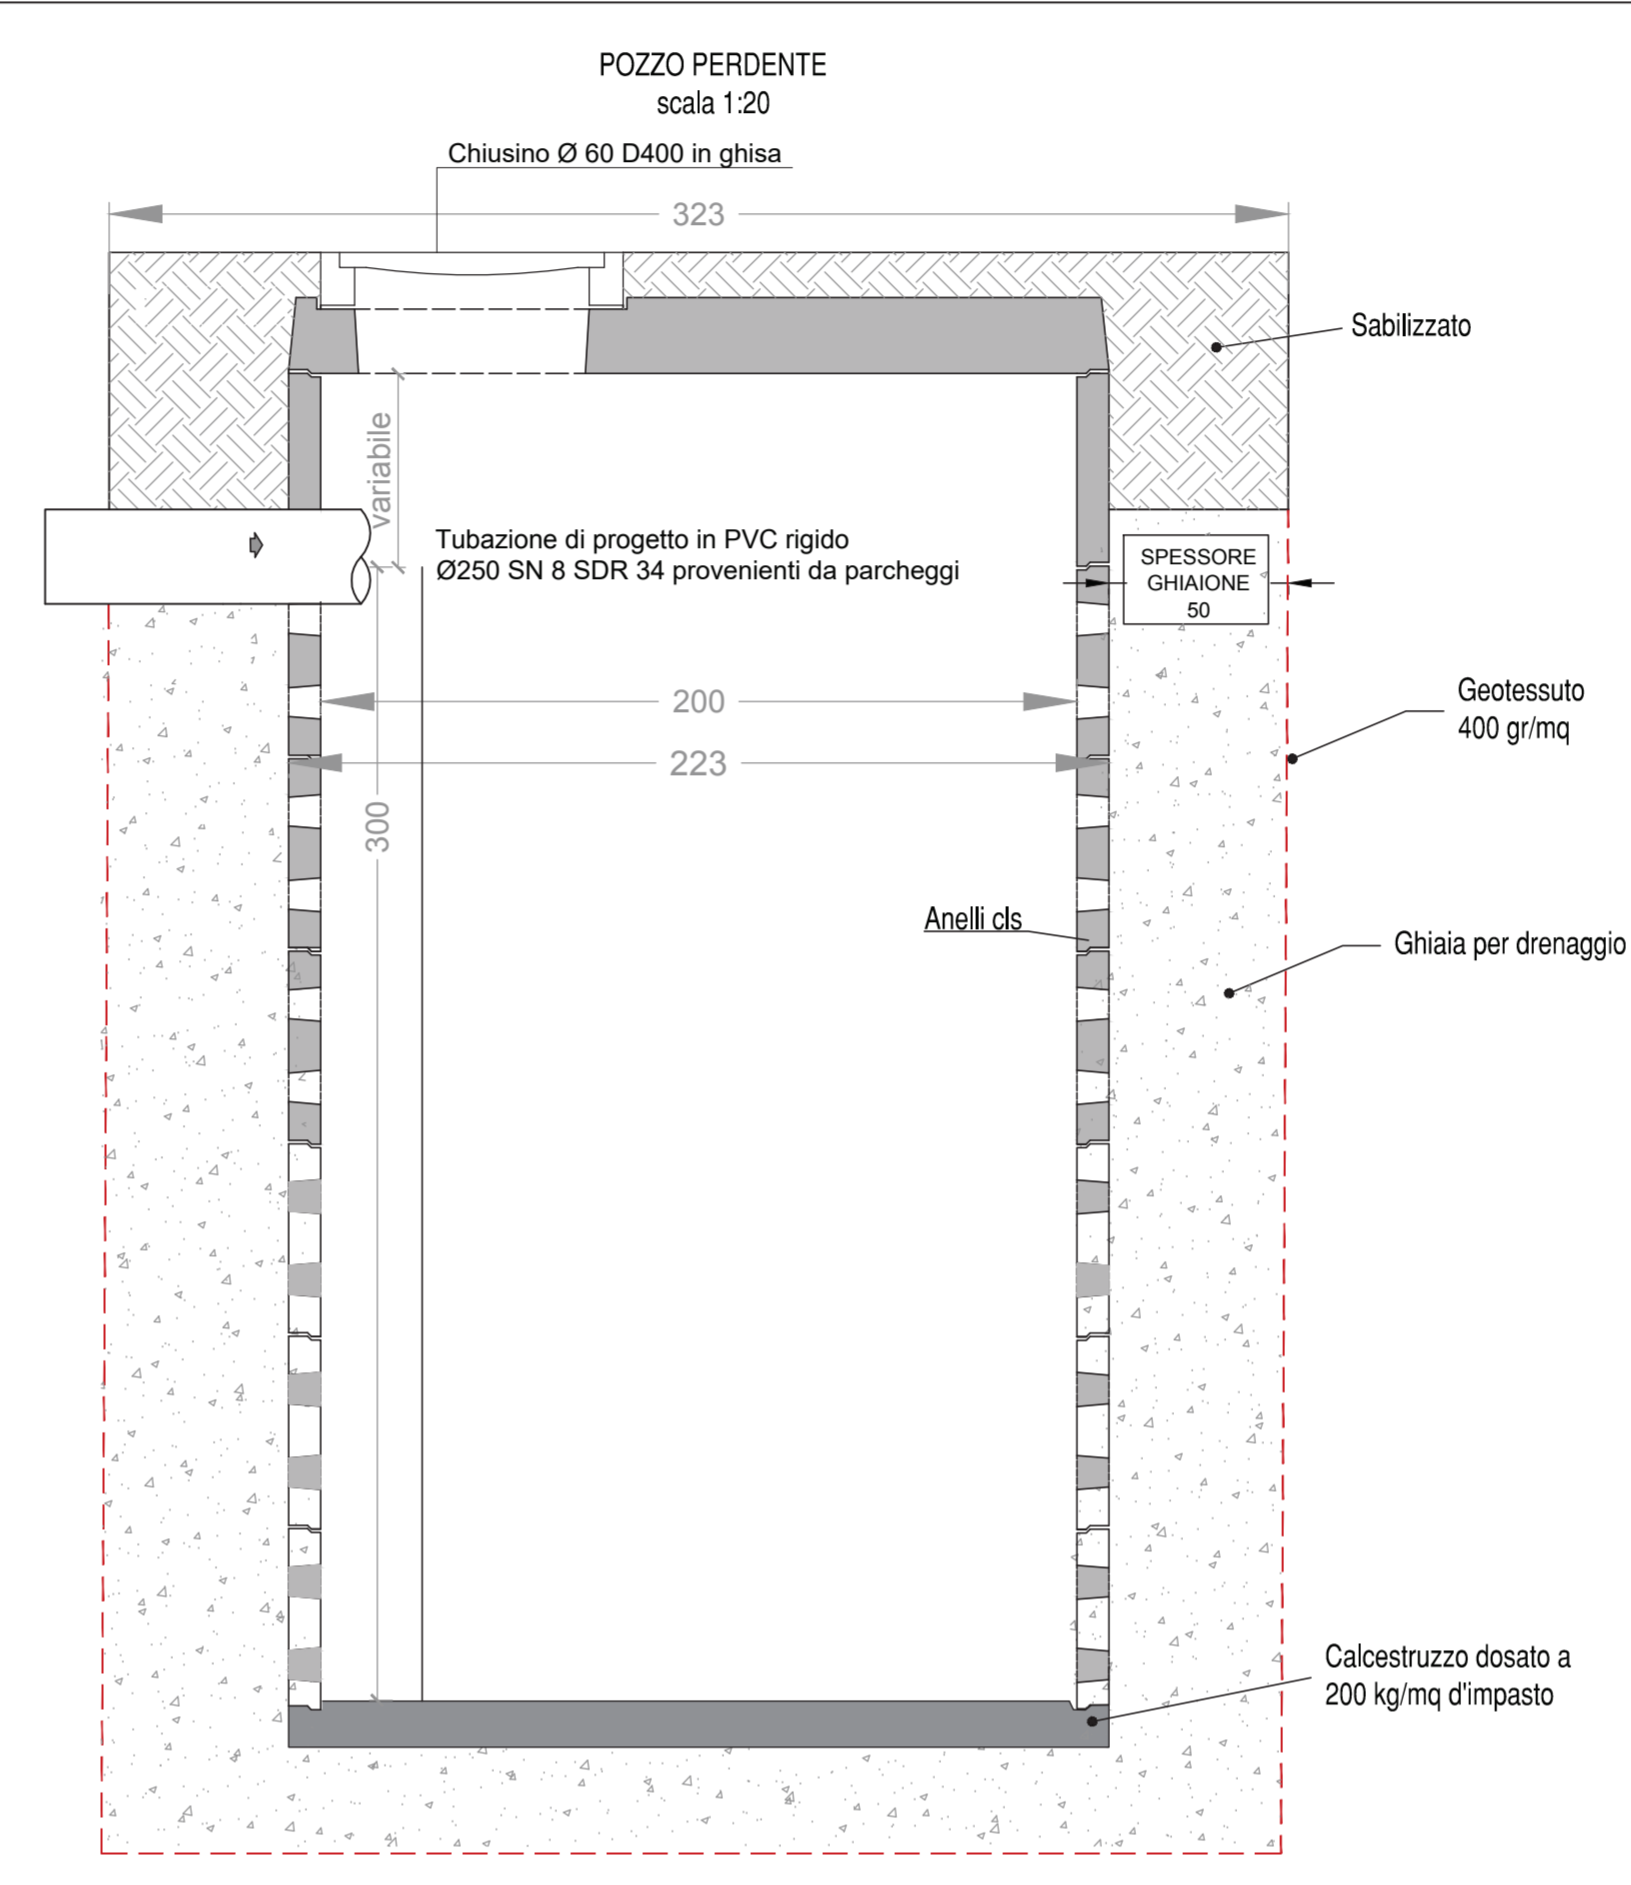 POZZO PERDENTE
scala 1:20
Chiusino Ø 60 D400 in ghisa
323
Sabilizzato
variabile
Tubazione di progetto in PVC rigido
Ø250 SN 8 SDR 34 provenienti da parcheggi
SPESSORE
GHIAIONE
50
200
Geotessuto
400 gr/mq
223
300
Anelli cls
Ghiaia per drenaggio
Calcestruzzo dosato a
200 kg/mq d'impasto